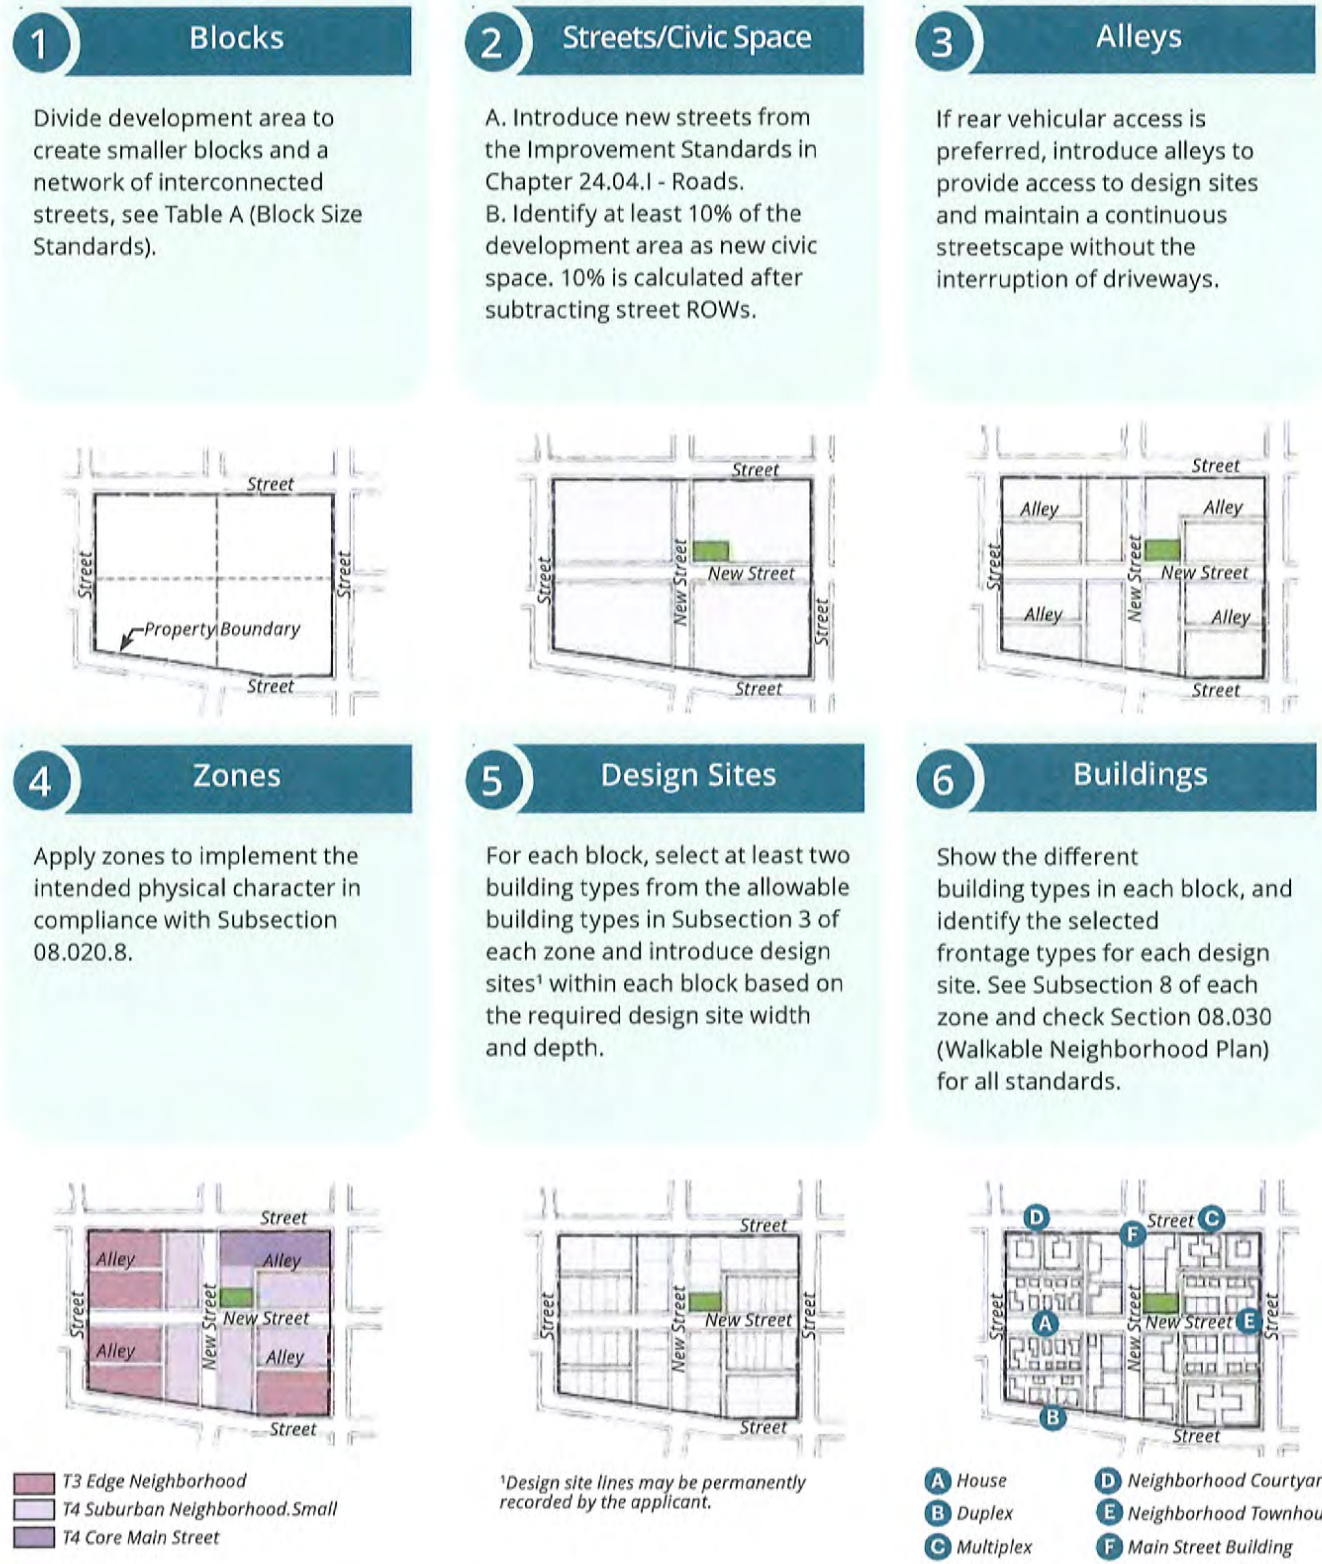 1 Blocks
Divide development area to
create smaller blocks and a
network of interconnected
streets, see Table A (Block Size
Standards).
2 Streets/Civic Space
A. Introduce new streets from
the Improvement Standards in
Chapter 24.04.I - Roads.
B. Identify at least 10% of the
development area as new civic
space. 10% is calculated after
subtracting street ROWs.
3 Alleys
If rear vehicular access is
preferred, introduce alleys to
provide access to design sites
and maintain a continuous
streetscape without the
interruption of driveways.
Street
Street
Street
Property Boundary
Street
Street
Street
New Street
New Street
Street
Street
Street
Alley
Alley
Street
New Street
New Street
Alley
Alley
Street
4 Zones
Apply zones to implement the
intended physical character in
compliance with Subsection
08.020.8.
5 Design Sites
For each block, select at least two
building types from the allowable
building types in Subsection 3 of
each zone and introduce design
sites¹ within each block based on
the required design site width
and depth.
6 Buildings
Show the different
building types in each block, and
identify the selected
frontage types for each design
site. See Subsection 8 of each
zone and check Section 08.030
(Walkable Neighborhood Plan)
for all standards.
Street
Alley
Alley
Street
New Street
New Street
Alley
Alley
Street
T3 Edge Neighborhood
T4 Suburban Neighborhood.Small
T4 Core Main Street
Street
Street
New Street
New Street
Street
Street
¹Design site lines may be permanently
recorded by the applicant.
D
Street
C
F
Street
New Street
New Street
Street
A
E
B
Street
A House
B Duplex
C Multiplex
D Neighborhood Courtyar
E Neighborhood Townhou
F Main Street Building